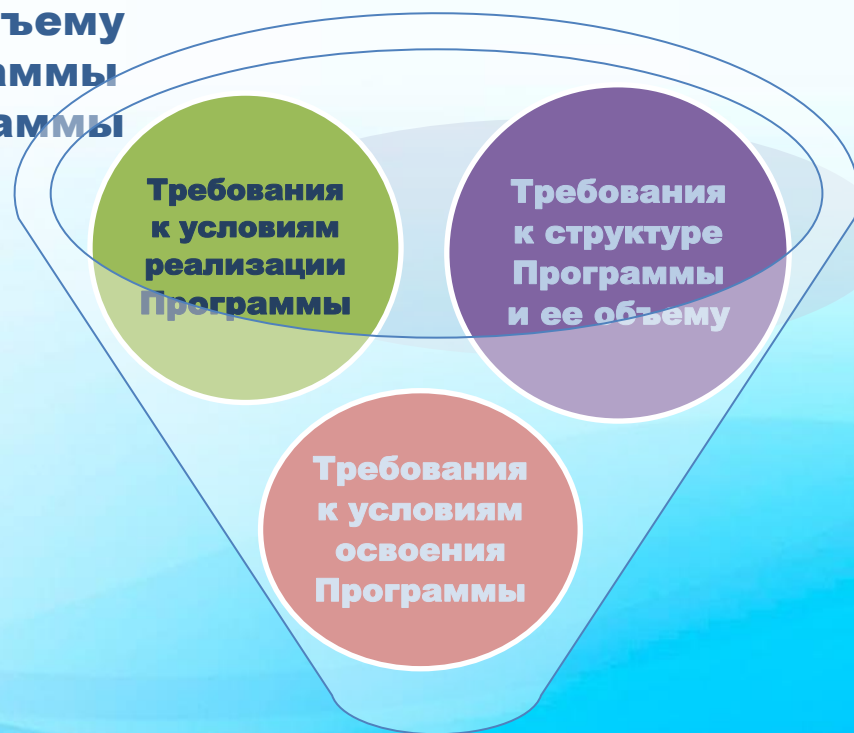 ъему
аммы
аммы
Требования
к условиям
реализации
Программы
Требования
к структуре
Программы
и ее объему
Требования
к условиям
освоения
Программы